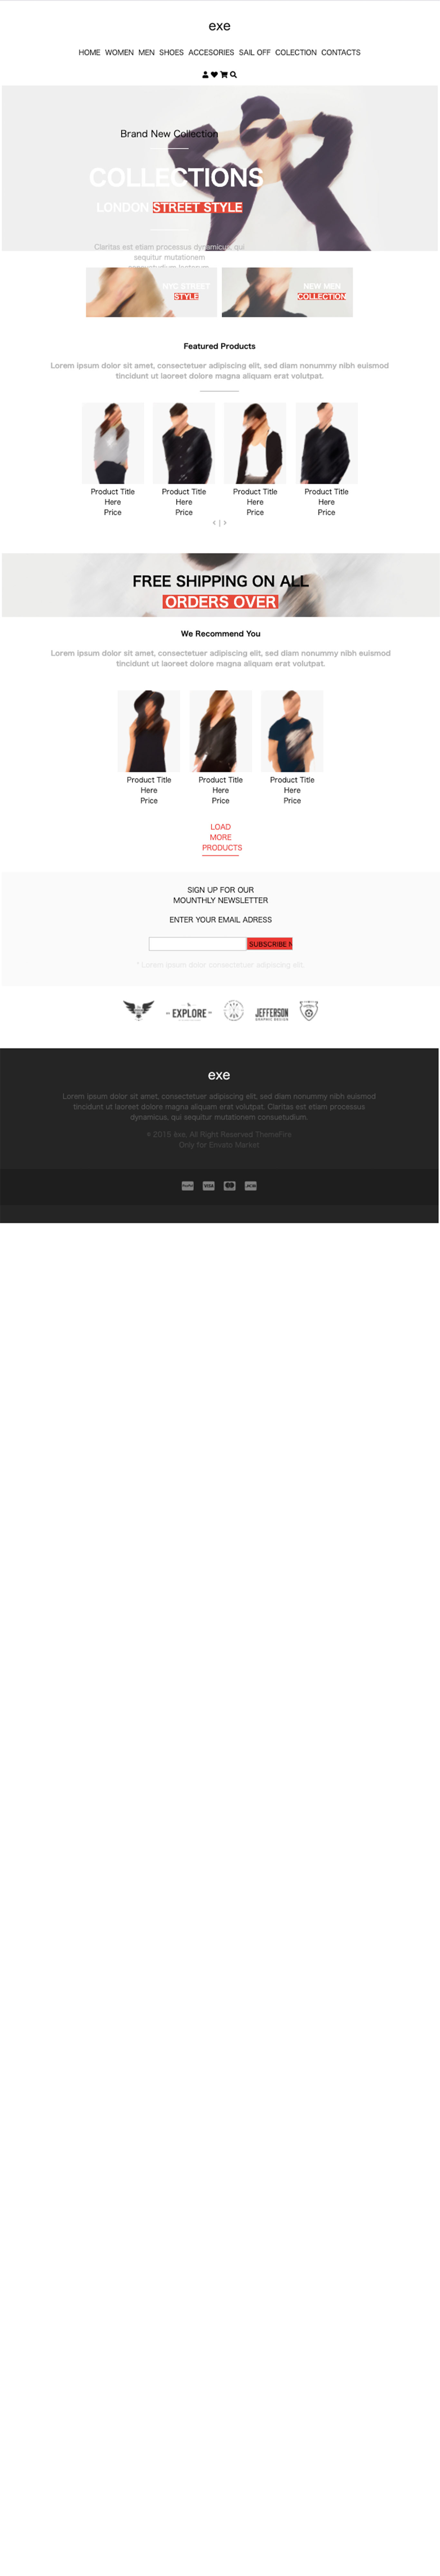 exe
HOME WOMEN MEN SHOES ACCESORIES SAIL OFF COLECTION CONTACTS
Brand New Collection
COLLECTIONS
LONDON STREET STYLE
Claritas est etiam processus dynamicus, qui
sequitur mutationem
NYC STREET
STYLE
NEW MEN
COLLECTION
Featured Products
Lorem ipsum dolor sit amet, consectetuer adipiscing elit, sed diam nonummy nibh euismod
tincidunt ut laoreet dolore magna aliquam erat volutpat.
Product Title
Here
Price
Product Title
Here
Price
Product Title
Here
Price
Product Title
Here
Price
|
FREE SHIPPING ON ALL
ORDERS OVER
We Recommend You
Lorem ipsum dolor sit amet, consectetuer adipiscing elit, sed diam nonummy nibh euismod
tincidunt ut laoreet dolore magna aliquam erat volutpat.
Product Title
Here
Price
Product Title
Here
Price
Product Title
Here
Price
LOAD
MORE
PRODUCTS
SIGN UP FOR OUR
MOUNTHLY NEWSLETTER
ENTER YOUR EMAIL ADRESS
SUBSCRIBE N
* Lorem ipsum dolor consectetuer adipiscing elit.
EXPLORE
JEFFERSON
GRAPHIC DESIGN
exe
Lorem ipsum dolor sit amet, consectetuer adipiscing elit, sed diam nonummy nibh euismod
tincidunt ut laoreet dolore magna aliquam erat volutpat. Claritas est etiam processus
dynamicus, qui sequitur mutationem consuetudium.
© 2015 exe. All Right Reserved ThemeFire
Only for Envato Market
VISA